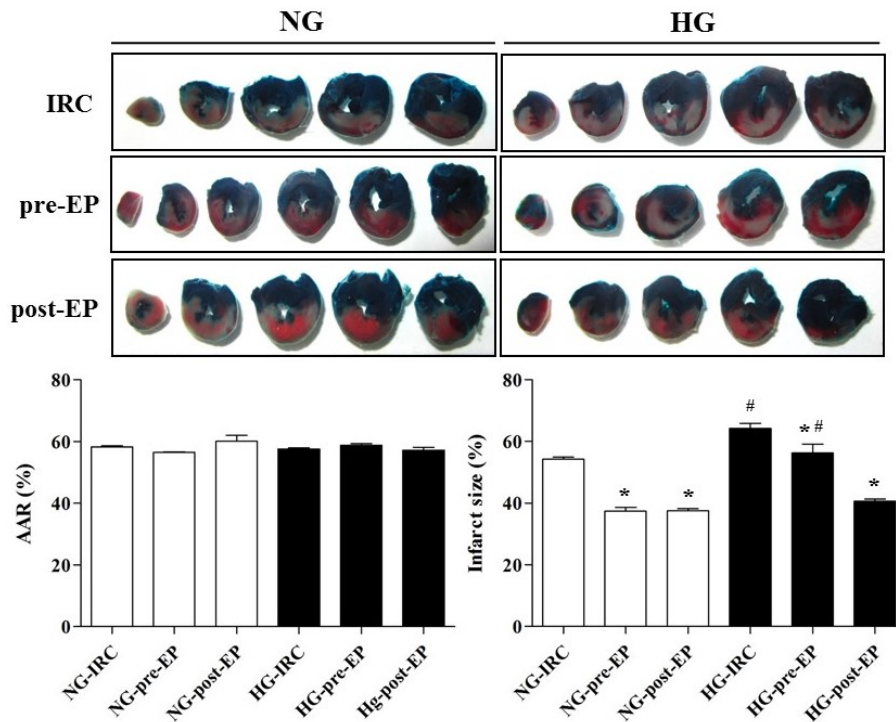 NG
HG
IRC
pre-EP
post-EP
80
60
40
20
0
AAR (%)
NG-IRC
NG-pre-EP
NG-post-EP
HG-IRC
HG-pre-EP
Hg-post-EP
80
60
40
20
0
Infarct size (%)
*
*
#
* #
*
NG-IRC
NG-pre-EP
NG-post-EP
HG-IRC
HG-pre-EP
HG-post-EP